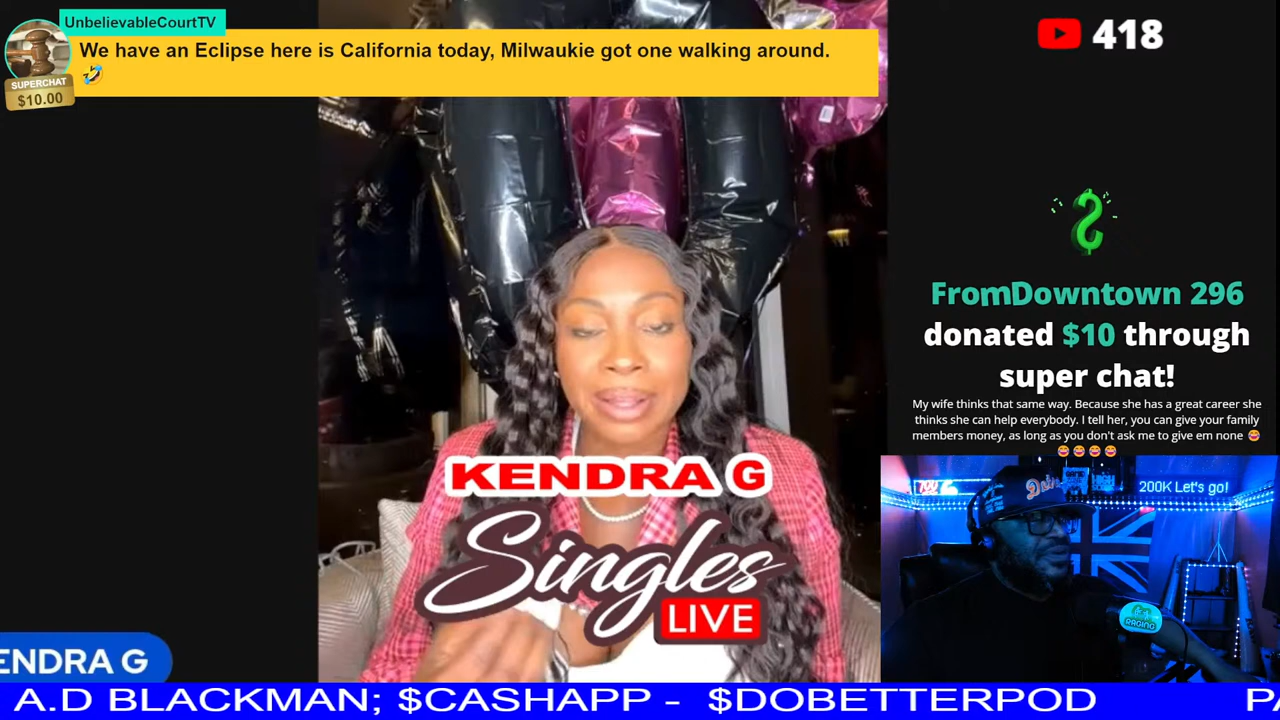 UnbelievableCourtTV
We have an Eclipse here is California today, Milwaukie got one walking around.
🤣
SUPERCHAT
$10.00
418
FromDowntown 296
donated $10 through
super chat!
My wife thinks that same way. Because she has a great career she
thinks she can help everybody. I tell her, you can give your family
members money, as long as you don't ask me to give em none 😂
😂 😂 😂 😂
KENDRA G
Singles
LIVE
200K Let's go!
RAGING
ENDRA G
A.D BLACKMAN; $CASHAPP - $DOBETTERPOD
PA